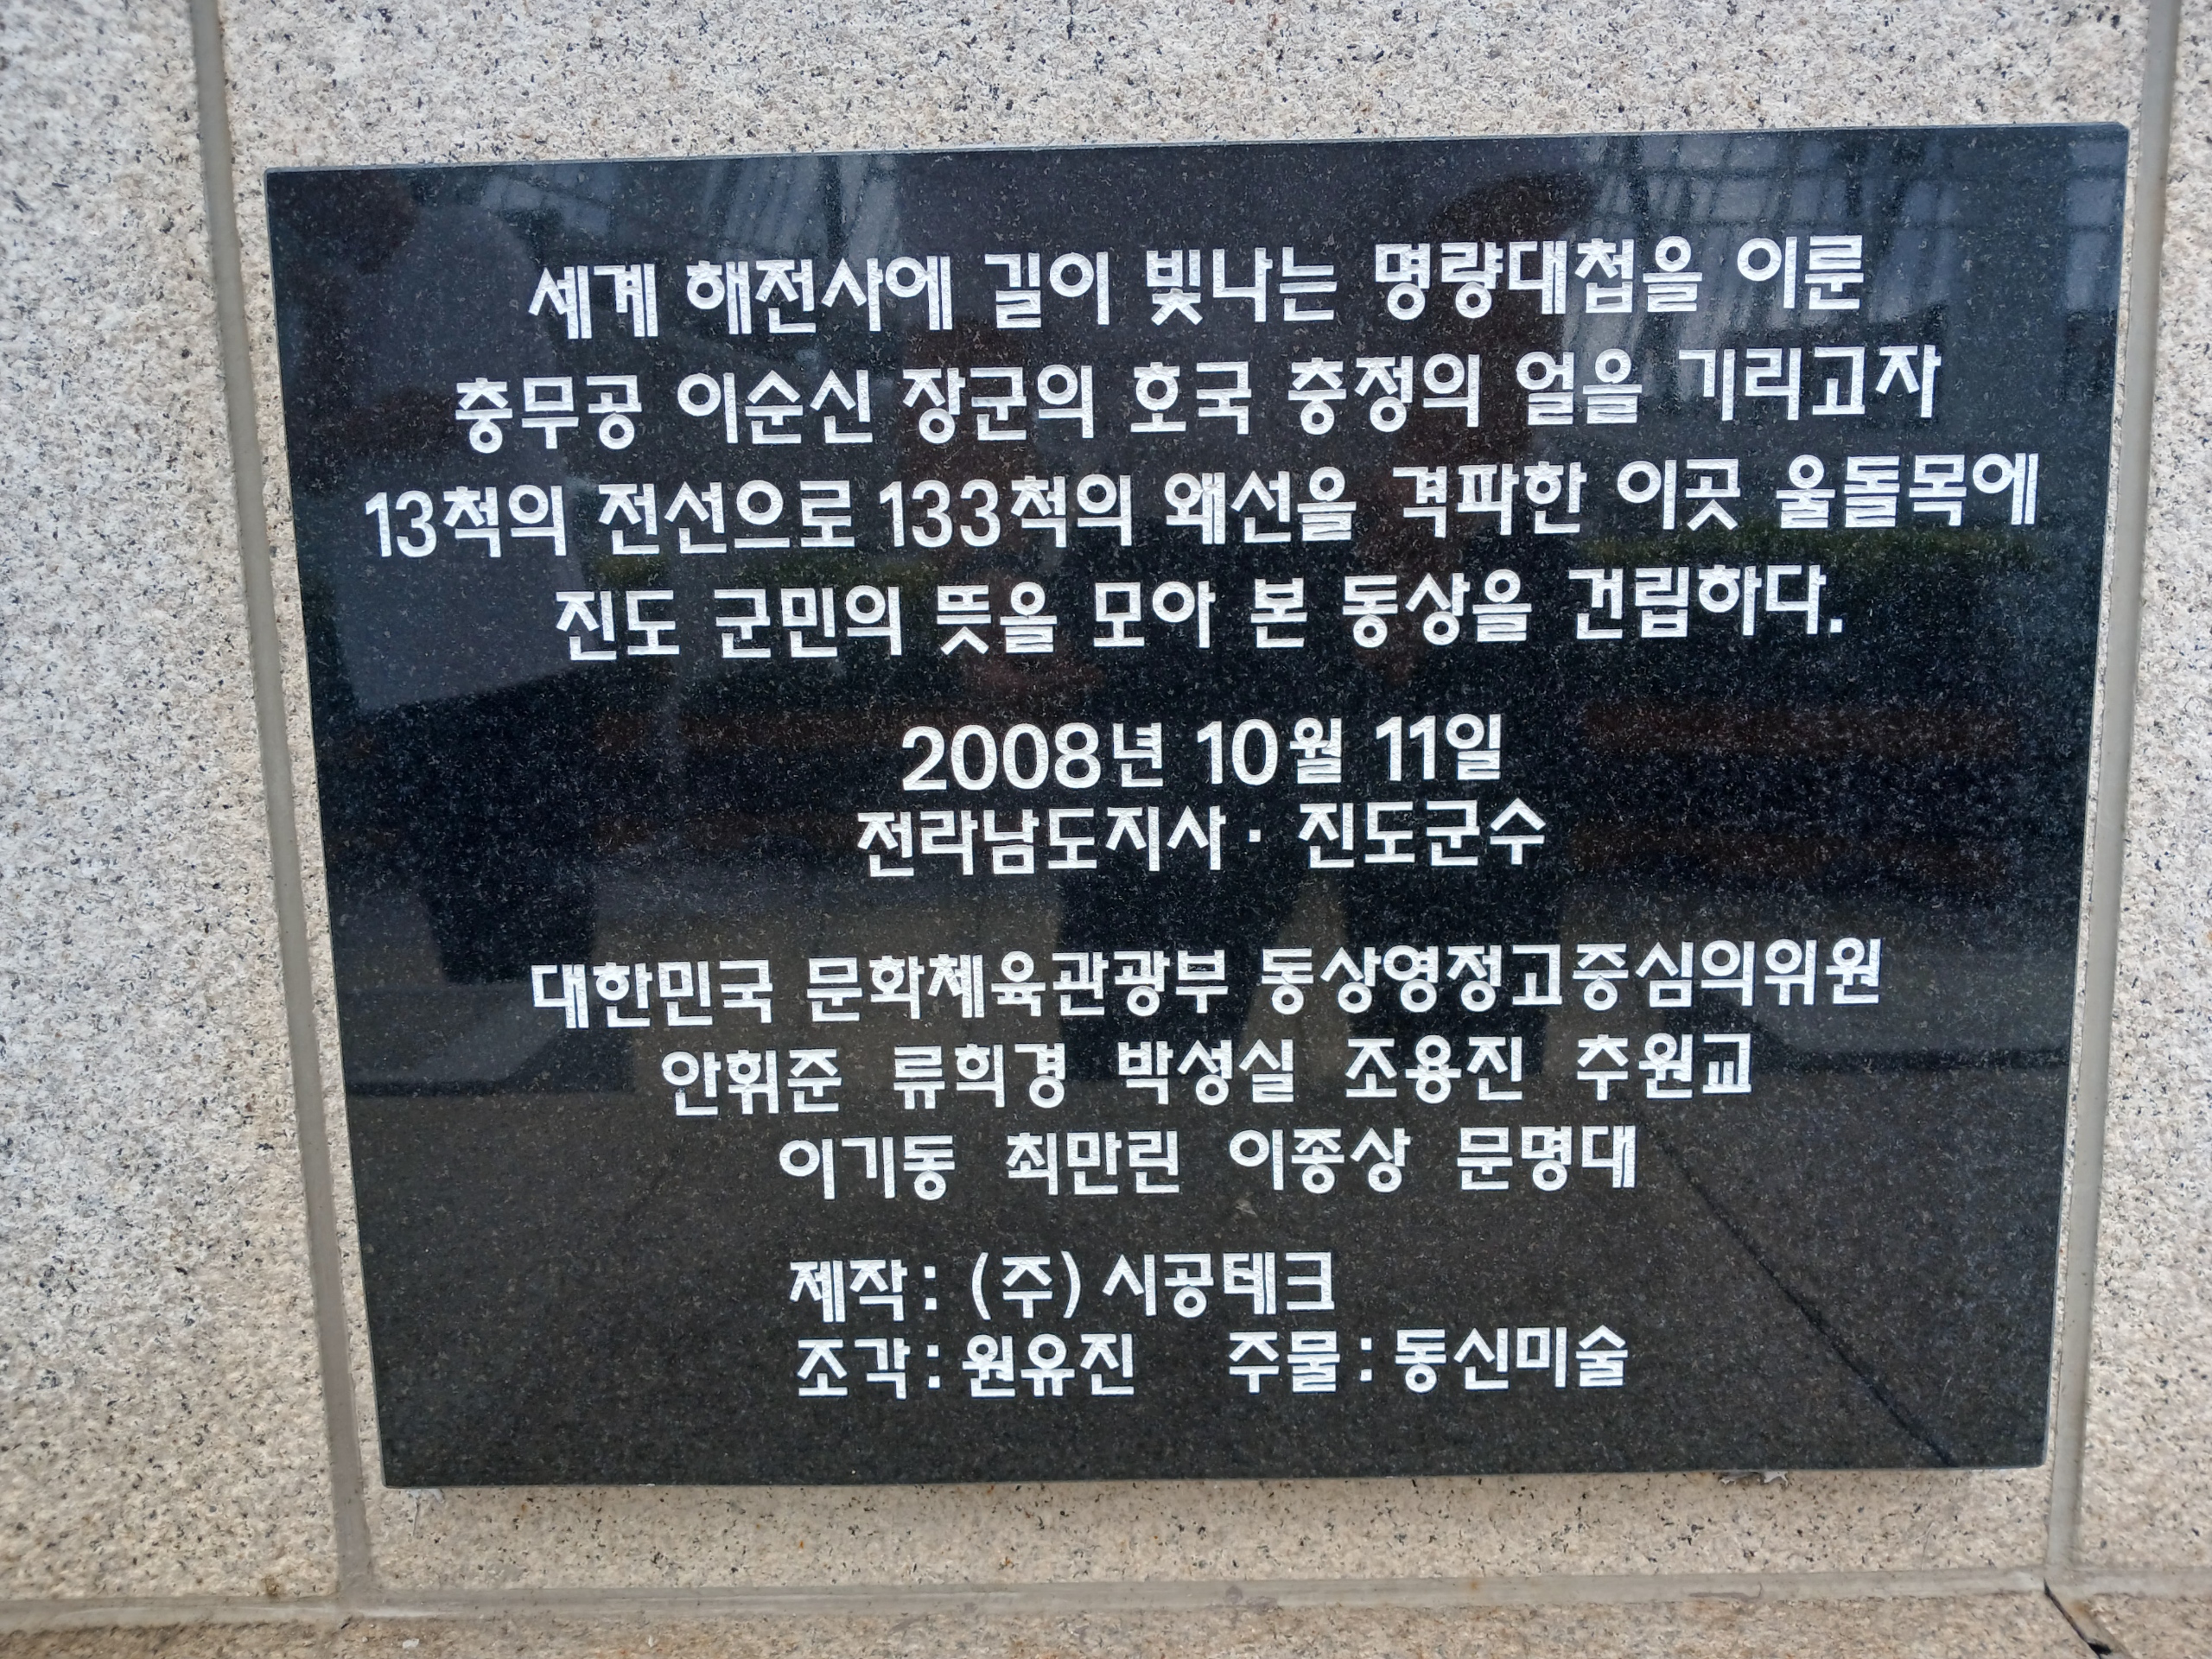 세계 해전사에 길이 빛나는 명량대첩을 이룬
충무공 이순신 장군의 호국 충정의 얼을 기리고자
13척의 전선으로 133척의 왜선을 격파한 이곳 울돌목에
진도 군민의 뜻을 모아 본 동상을 건립하다.
2008년 10월 11일
전라남도지사· 진도군수
대한민국 문화체육관광부 동상영정고증심의위원
안휘준 류희경 박성실 조용진 추원교
이기동 최만린 이종상 문명대
제작: (주) 시공테크
조각: 원유진 주물: 동신미술